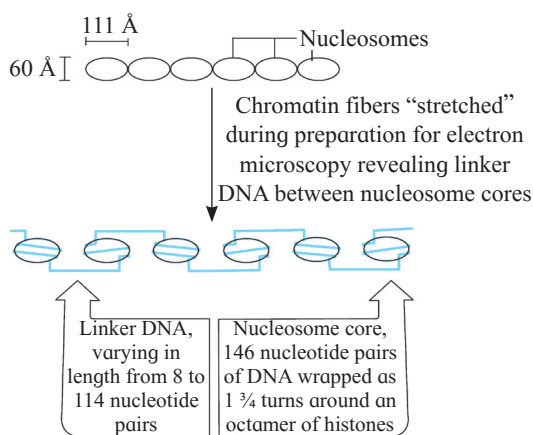 111 Å
Nucleosomes
60 Å
Chromatin fibers “stretched”
during preparation for electron
microscopy revealing linker
DNA between nucleosome cores
Linker DNA,
varying in
length from 8 to
114 nucleotide
pairs
Nucleosome core,
146 nucleotide pairs
of DNA wrapped as
1 ¾ turns around an
octamer of histones